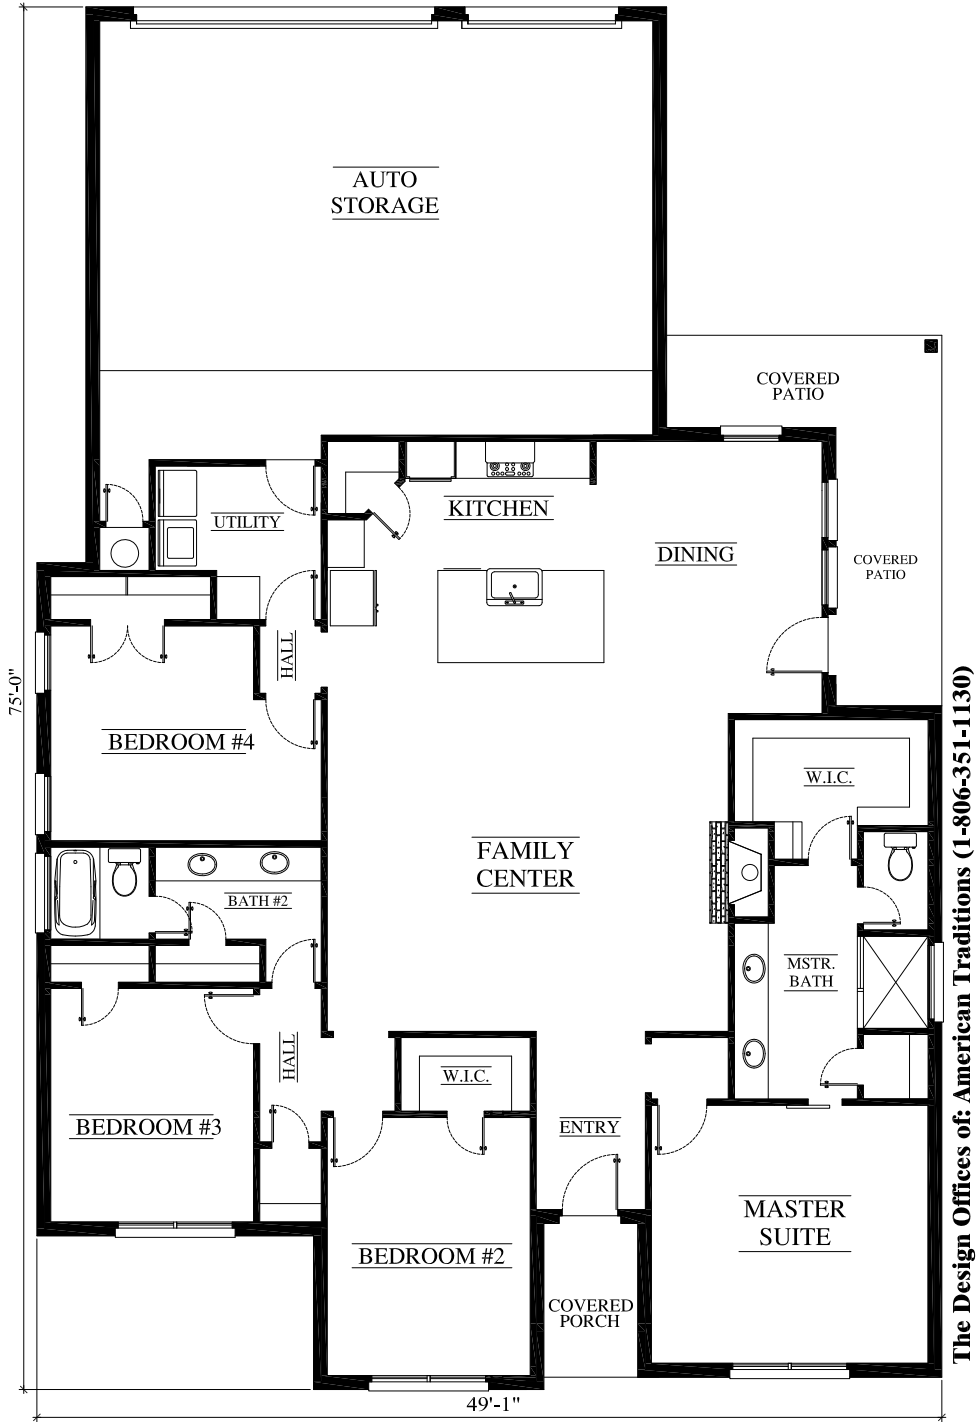 AUTO
STORAGE
COVERED
PATIO
KITCHEN
UTILITY
DINING
COVERED
PATIO
HALL
75'-0"
BEDROOM #4
W.I.C.
FAMILY
CENTER
BATH #2
MSTR.
BATH
HALL
W.I.C.
BEDROOM #3
ENTRY
MASTER
SUITE
BEDROOM #2
COVERED
PORCH
49'-1"
The Design Offices of: American Traditions (1-806-351-1130)